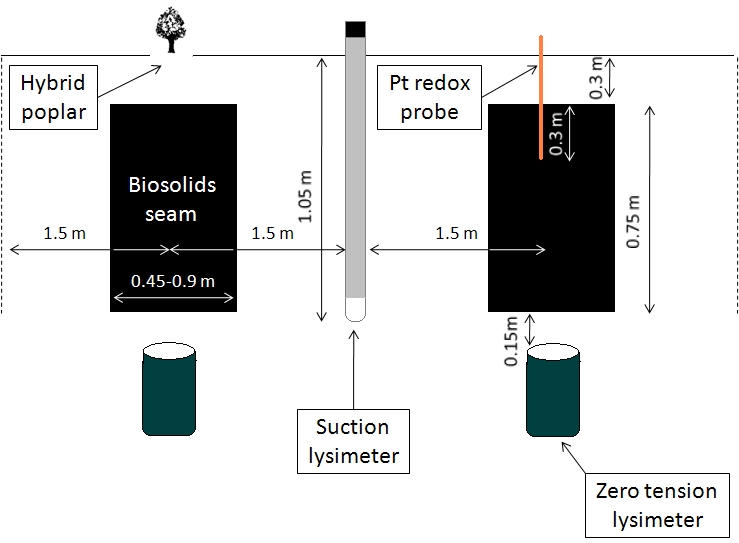 Hybrid
poplar
Pt redox
probe
0.3 m
0.3 m
Biosolids
seam
1.05 m
0.75 m
1.5 m
1.5 m
1.5 m
0.45-0.9 m
0.15m
Suction
lysimeter
Zero tension
lysimeter